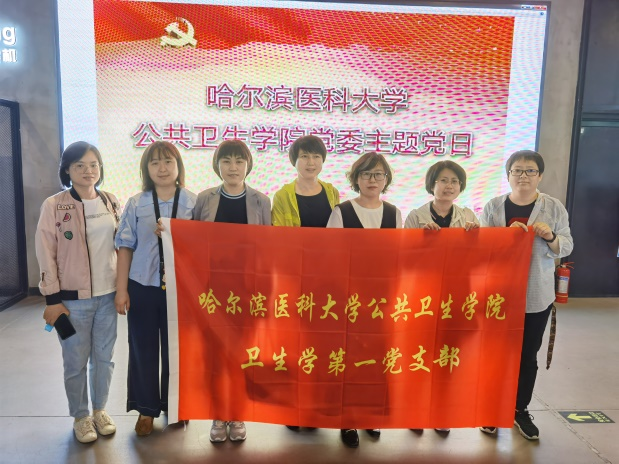 哈尔滨医科大学
公共卫生学院党委主题党日
哈尔滨医科大学公共卫生学院
卫生学第一党支部
LOVE